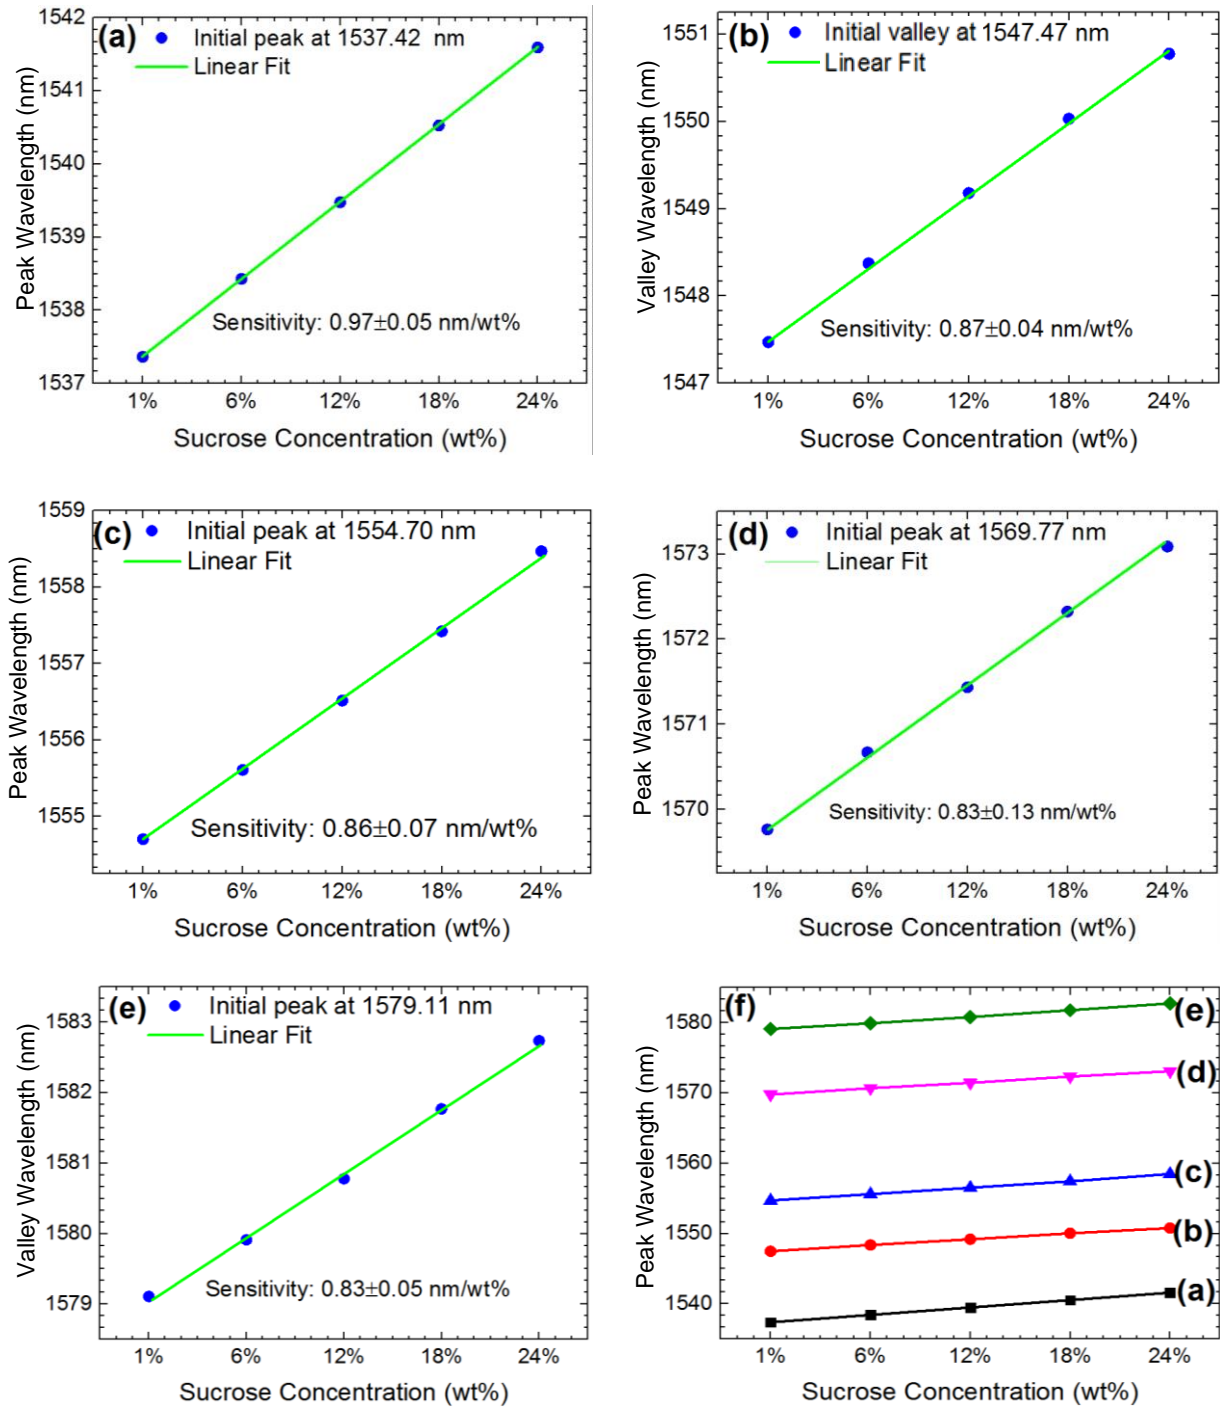 (a) Initial peak at 1537.42 nm
Linear Fit
1542
1541
1540
1539
1538
1537
Peak Wavelength (nm)
Sensitivity: 0.97±0.05 nm/wt%
1% 6% 12% 18% 24%
Sucrose Concentration (wt%)
(b) Initial valley at 1547.47 nm
Linear Fit
1551
1550
1549
1548
1547
Valley Wavelength (nm)
Sensitivity: 0.87±0.04 nm/wt%
1% 6% 12% 18% 24%
Sucrose Concentration (wt%)
(c) Initial peak at 1554.70 nm
Linear Fit
1559
1558
1557
1556
1555
Peak Wavelength (nm)
Sensitivity: 0.86±0.07 nm/wt%
1% 6% 12% 18% 24%
Sucrose Concentration (wt%)
(d) Initial peak at 1569.77 nm
Linear Fit
1573
1572
1571
1570
Peak Wavelength (nm)
Sensitivity: 0.83±0.13 nm/wt%
1% 6% 12% 18% 24%
Sucrose Concentration (wt%)
(e) Initial peak at 1579.11 nm
Linear Fit
1583
1582
1581
1580
1579
Valley Wavelength (nm)
Sensitivity: 0.83±0.05 nm/wt%
1% 6% 12% 18% 24%
Sucrose Concentration (wt%)
(f)
1580
1570
1560
1550
1540
Peak Wavelength (nm)
(e)
(d)
(c)
(b)
(a)
1% 6% 12% 18% 24%
Sucrose Concentration (wt%)